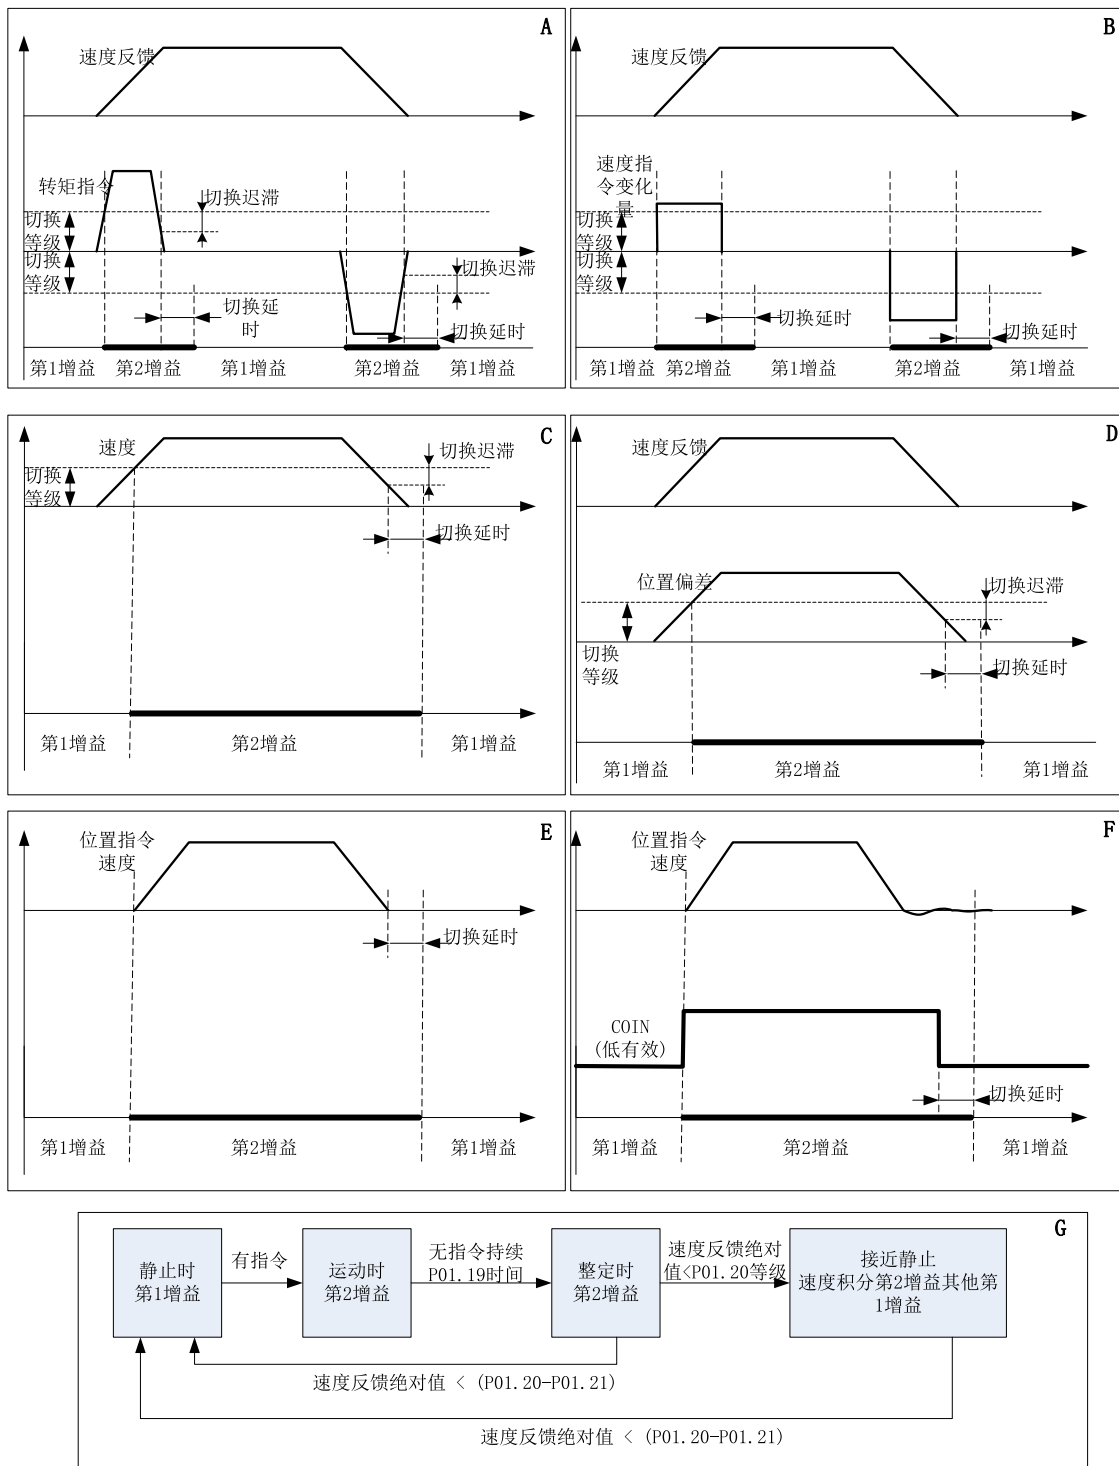 A
速度反馈
转矩指令
切换迟滞
切换
等级
切换
等级
切换迟滞
切换延
时
切换延时
第1增益
第2增益
第1增益
第2增益
第1增益
B
速度反馈
速度指
令变化
量
切换
等级
切换
等级
切换延时
切换延时
第1增益
第2增益
第1增益
第2增益
第1增益
C
速度
切换迟滞
切换
等级
切换延时
第1增益
第2增益
第1增益
D
速度反馈
位置偏差
切换迟滞
切换
等级
切换延时
第1增益
第2增益
第1增益
E
位置指令
速度
切换延时
第1增益
第2增益
第1增益
F
位置指令
速度
COIN
(低有效)
切换延时
第1增益
第2增益
第1增益
G
静止时
第1增益
有指令
运动时
第2增益
无指令持续
P01.19时间
整定时
第2增益
速度反馈绝对
值<P01.20等级
接近静止
速度积分第2增益其他第
1增益
速度反馈绝对值 < (P01.20-P01.21)
速度反馈绝对值 < (P01.20-P01.21)